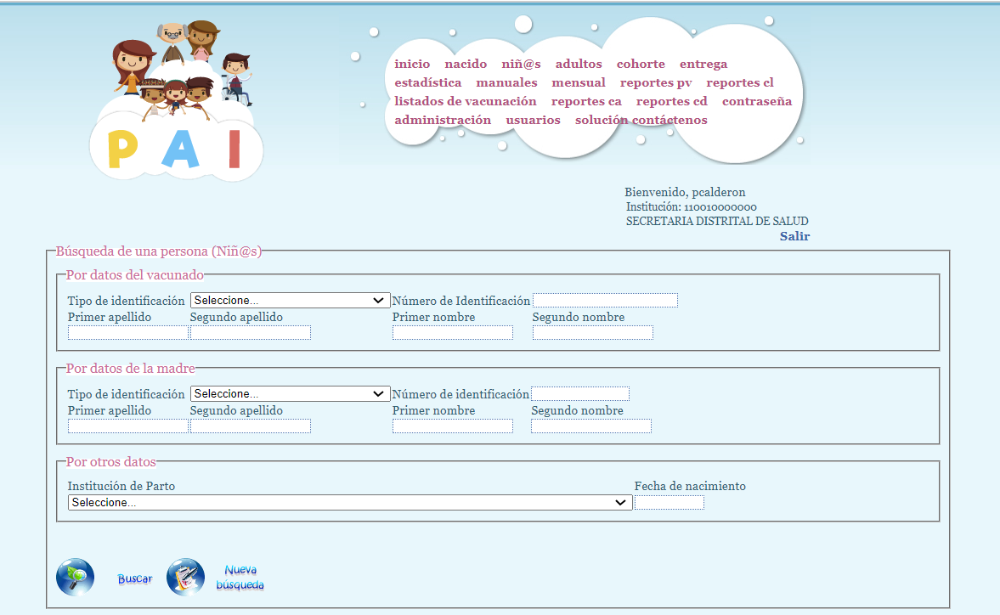 PAI
inicio nacido niñ@s adultos cohorte entrega
estadística manuales mensual reportes pv reportes cl
listados de vacunación reportes ca reportes cd contraseña
administración usuarios solución contáctenos
Bienvenido, pcalderon
Institución: 110010000000
SECRETARIA DISTRITAL DE SALUD
Salir
Búsqueda de una persona (Niñ@s)
Por datos del vacunado
Tipo de identificación Seleccione... Número de Identificación
Primer apellido Segundo apellido Primer nombre Segundo nombre
Por datos de la madre
Tipo de identificación Seleccione... Número de identificación
Primer apellido Segundo apellido Primer nombre Segundo nombre
Por otros datos
Institución de Parto Fecha de nacimiento
Seleccione...
Buscar Nueva
búsqueda